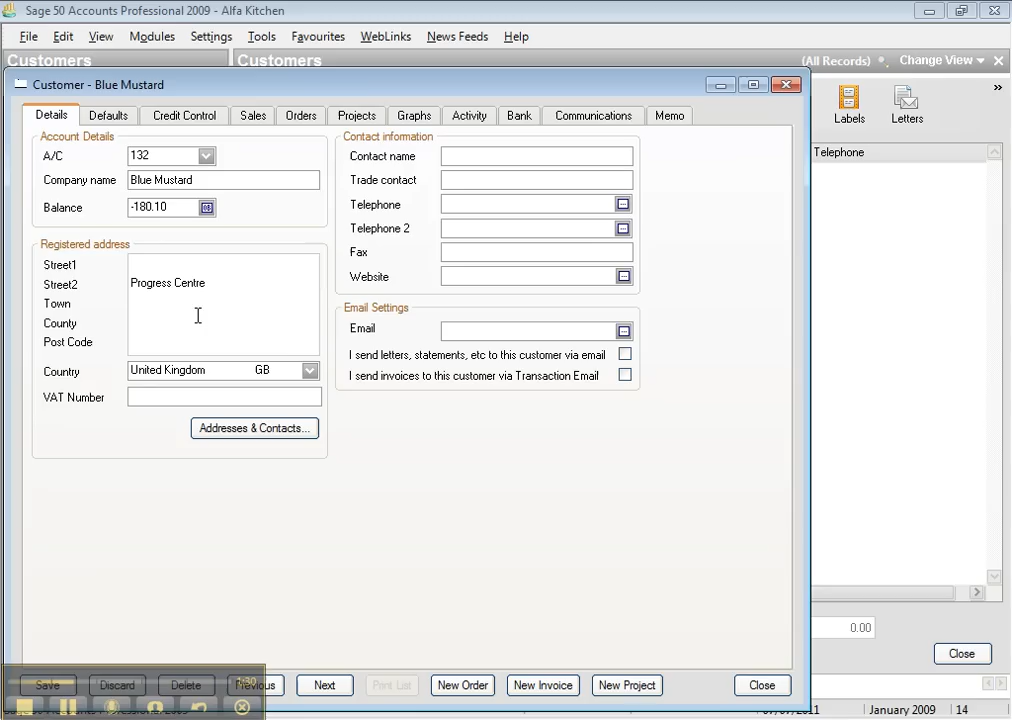 Sage 50 Accounts Professional 2009 - Alfa Kitchen
File Edit View Modules Settings Tools Favourites WebLinks News Feeds Help
Customers
Customers
(All Records)
Change View
Customer - Blue Mustard
Labels
Letters
Details Defaults Credit Control Sales Orders Projects Graphs Activity Bank Communications Memo
Telephone
Account Details
A/C 132
Company name Blue Mustard
Balance -180.10
Contact information
Contact name
Trade contact
Telephone
Telephone 2
Fax
Website
Registered address
Street1
Street2 Progress Centre
Town
County
Post Code
Country United Kingdom GB
VAT Number
Addresses & Contacts...
Email Settings
Email
I send letters, statements, etc to this customer via email
I send invoices to this customer via Transaction Email
0.00
Close
Save Discard Delete Previous Next Print List New Order New Invoice New Project Close
January 2009 14